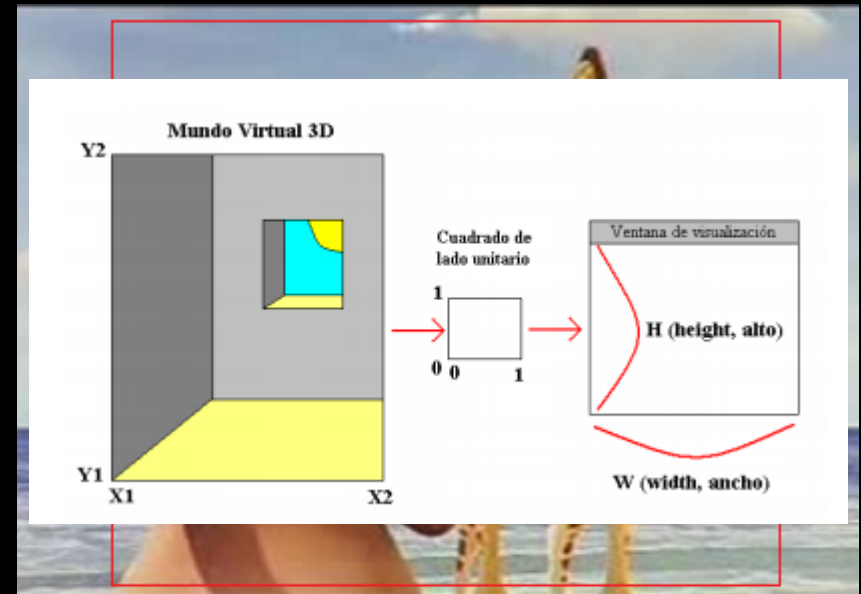 Mundo Virtual 3D
Y2
Cuadrado de
lado unitario
Ventana de visualización
1
H (height, alto)
0
0
1
Y1
X1
X2
W (width, ancho)